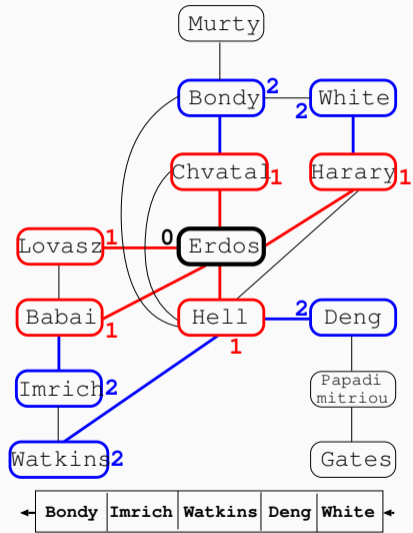 Murty
Bondy 2 White 2
Chvatal 1 Harary 1
Lovasz 1 0 Erdos
Babai 1 Hell 1 2 Deng
Imrich 2 Papadi
mitriou
Watkins 2 Gates
Bondy Imrich Watkins Deng White